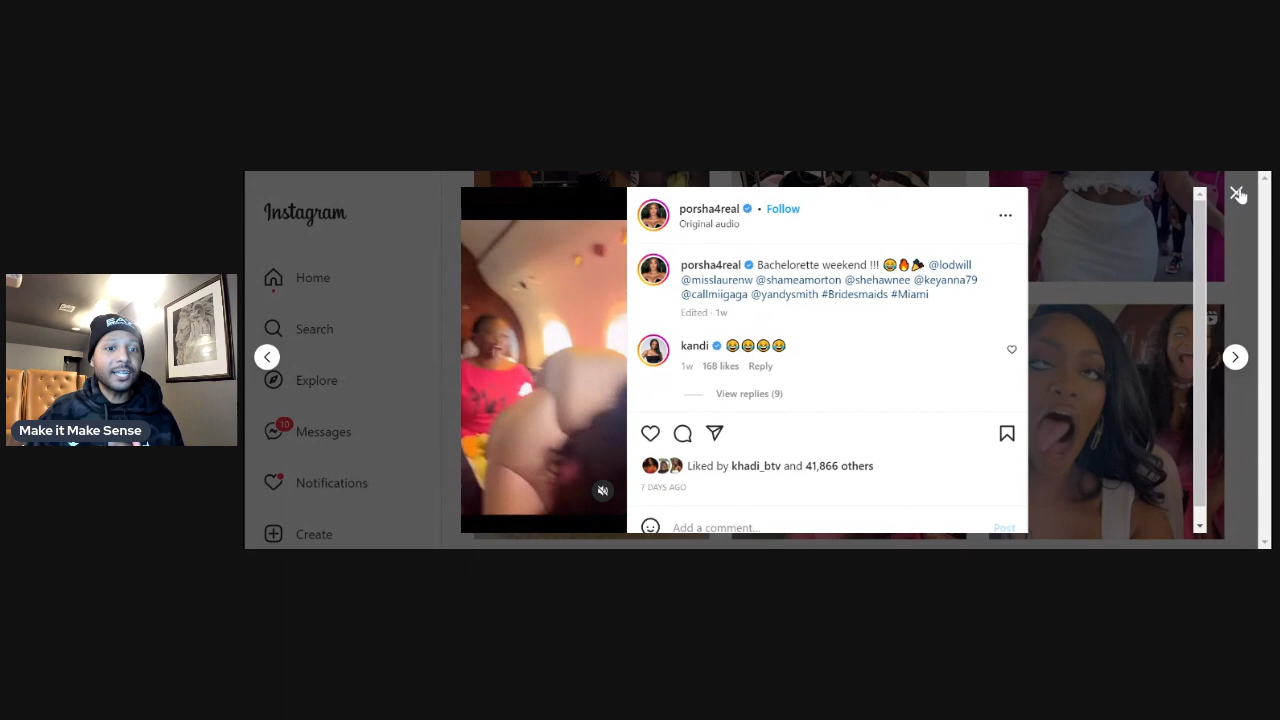 Make it Make Sense
Instagram
Home
Search
Explore
10
Messages
Notifications
Create
porsha4real • Follow
Original audio
porsha4real Bachelorette weekend !!! 😂🔥🎉 @lodwill
@misslaurenw @shameamorton @shehawnee @keyanna79
@callmiigaga @yandysmith #Bridesmaids #Miami
Edited · 1w
kandi 😂😂😂😂
1w 168 likes Reply
View replies (9)
Liked by khadi_btv and 41,866 others
7 DAYS AGO
Add a comment...
Post